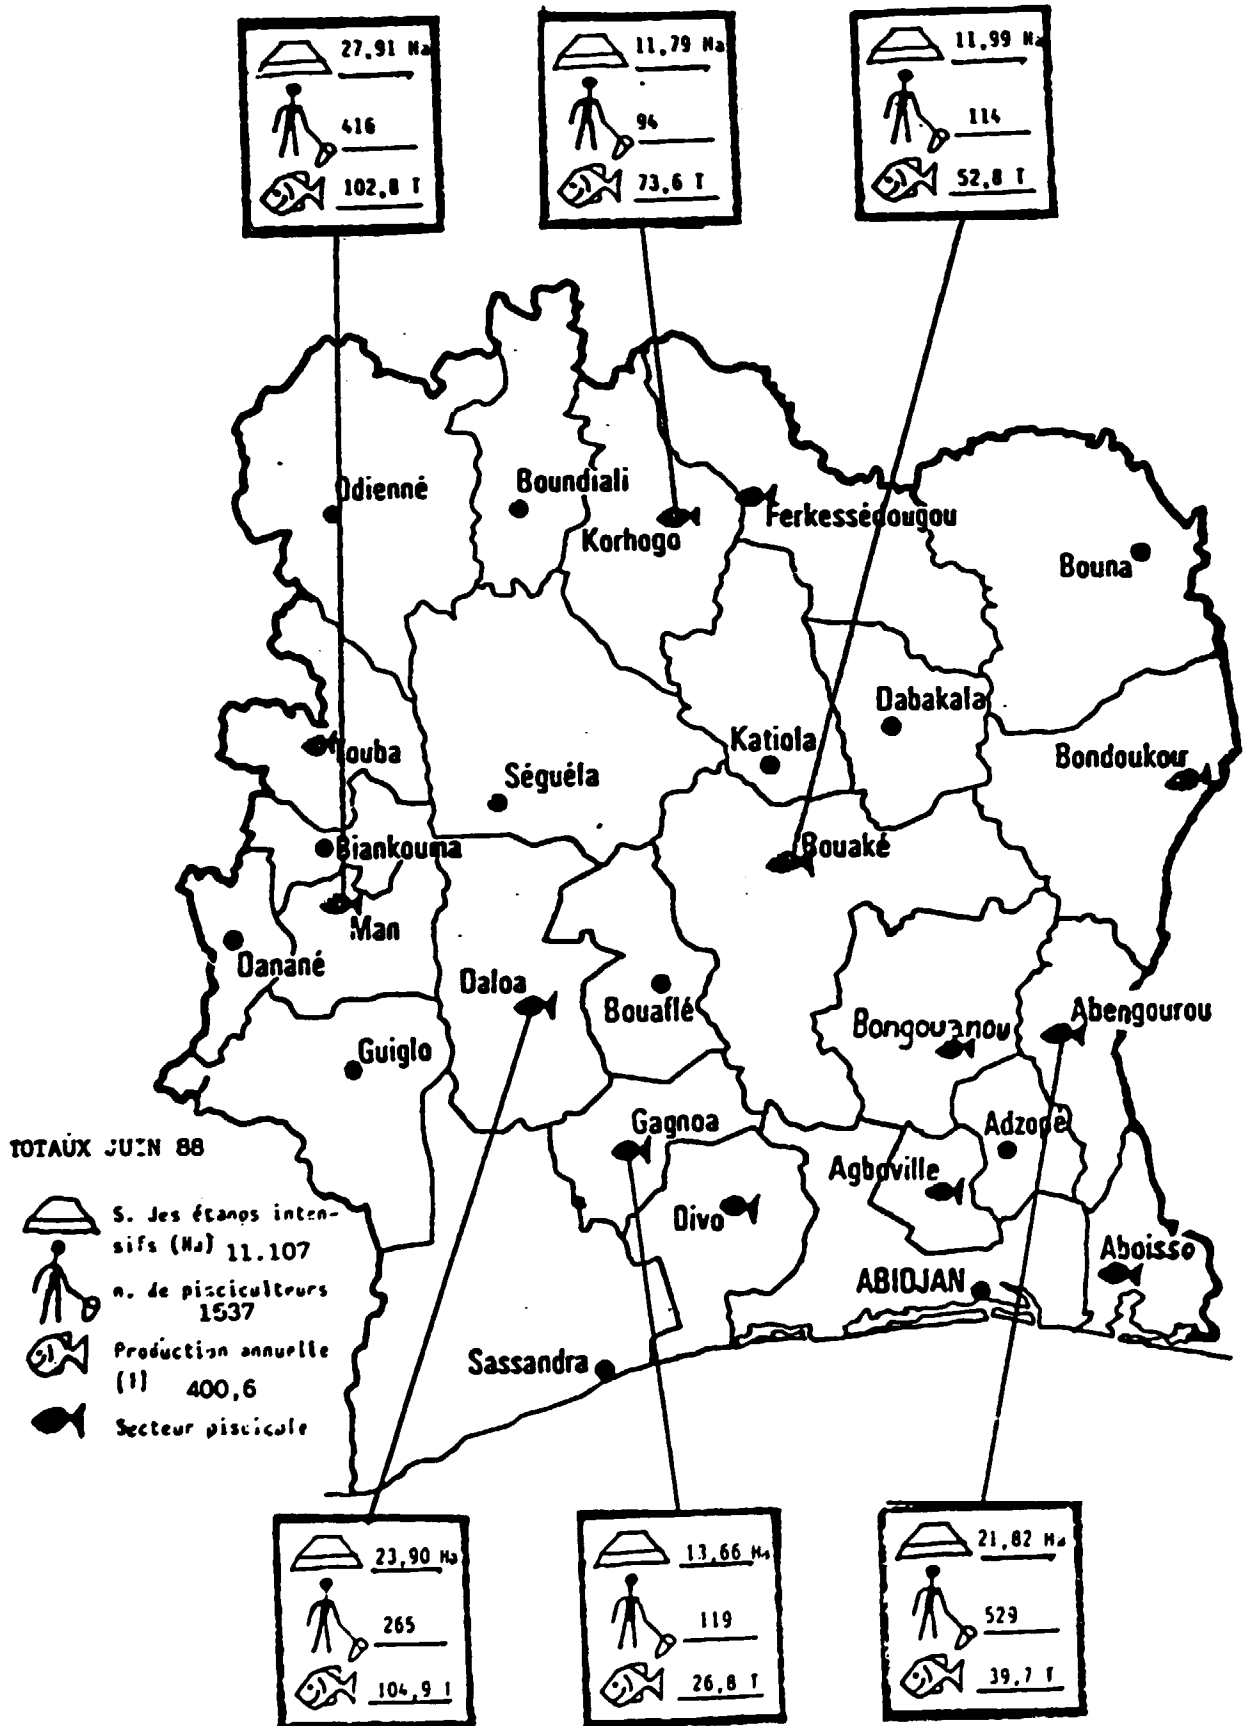 27,91 Ha
416
102,8 T
11,79 Ha
94
73,6 T
11,99 Ha
114
52,8 T
Odienné
Boundiali
Korhogo
Ferkessédougou
Bouna
Touba
Séguéla
Katiola
Dabakala
Bondoukou
Biankouma
Bouaké
Man
Danané
Daloa
Bouaflé
Bongouanou
Abengourou
Guiglo
Gagnoa
Adzopé
Agboville
Divo
Aboisso
ABIDJAN
Sassandra
TOTAUX JUIN 88
S. des étangs inten-
sifs (Ha) 11.107
n. de pisciculteurs
1537
Production annuelle
(T) 400,6
Secteur piscicole
23,90 Ha
265
104,9 T
13,66 Ha
119
26,8 T
21,82 Ha
529
39,7 T